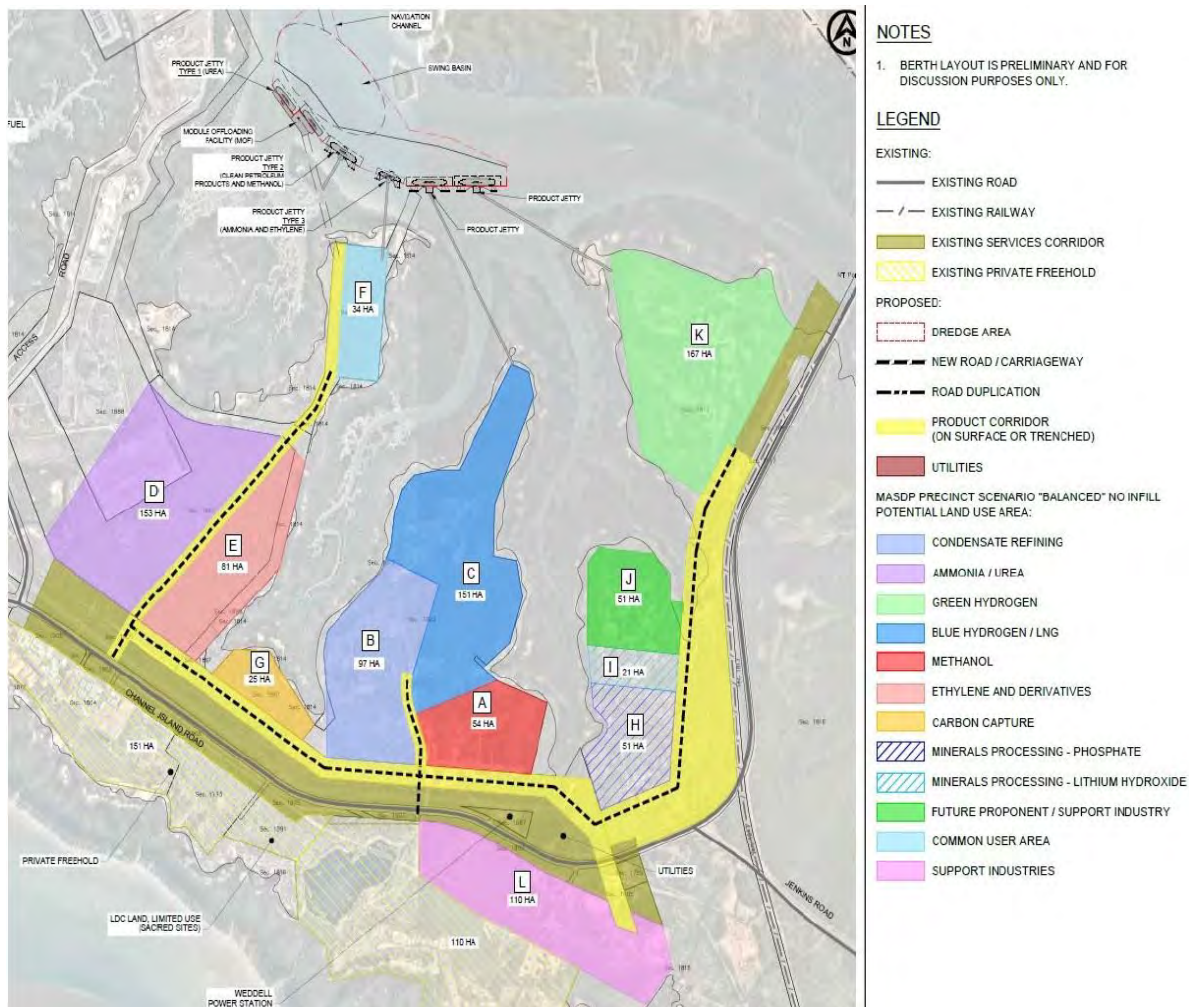 NAVIGATION
CHANNEL
SWING BASIN
PRODUCT JETTY
TYPE 1 (UREA)
MODULE OFFLOADING
FACILITY (MOF)
PRODUCT JETTY
TYPE 2
(CLEAN PETROLEUM
PRODUCTS AND METHANOL)
PRODUCT JETTY
TYPE 3
(AMMONIA AND ETHYLENE)
PRODUCT JETTY
PRODUCT JETTY
N
FUEL
ROAD
ACCESS
F
34 HA
K
167 HA
D
153 HA
E
81 HA
C
151 HA
J
51 HA
B
97 HA
I
21 HA
G
25 HA
A
54 HA
H
51 HA
CHANNEL ISLAND ROAD
151 HA
PRIVATE FREEHOLD
LDC LAND, LIMITED USE
(SACRED SITES)
WEDDELL
POWER STATION
L
110 HA
110 HA
UTILITIES
JENKINS ROAD
NOTES
1. BERTH LAYOUT IS PRELIMINARY AND FOR
DISCUSSION PURPOSES ONLY.
LEGEND
EXISTING:
EXISTING ROAD
EXISTING RAILWAY
EXISTING SERVICES CORRIDOR
EXISTING PRIVATE FREEHOLD
PROPOSED:
DREDGE AREA
NEW ROAD / CARRIAGEWAY
ROAD DUPLICATION
PRODUCT CORRIDOR
(ON SURFACE OR TRENCHED)
UTILITIES
MASDP PRECINCT SCENARIO "BALANCED" NO INFILL
POTENTIAL LAND USE AREA:
CONDENSATE REFINING
AMMONIA / UREA
GREEN HYDROGEN
BLUE HYDROGEN / LNG
METHANOL
ETHYLENE AND DERIVATIVES
CARBON CAPTURE
MINERALS PROCESSING - PHOSPHATE
MINERALS PROCESSING - LITHIUM HYDROXIDE
FUTURE PROPONENT / SUPPORT INDUSTRY
COMMON USER AREA
SUPPORT INDUSTRIES